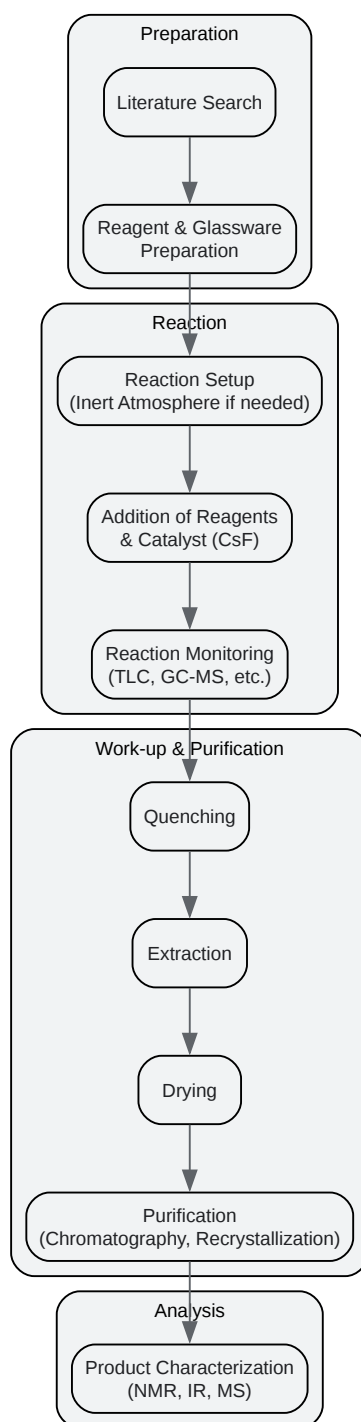 Preparation
Literature Search
Reagent & Glassware
Preparation
Reaction
Reaction Setup
(Inert Atmosphere if needed)
Addition of Reagents
& Catalyst (CsF)
Reaction Monitoring
(TLC, GC-MS, etc.)
Work-up & Purification
Quenching
Extraction
Drying
Purification
(Chromatography, Recrystallization)
Analysis
Product Characterization
(NMR, IR, MS)